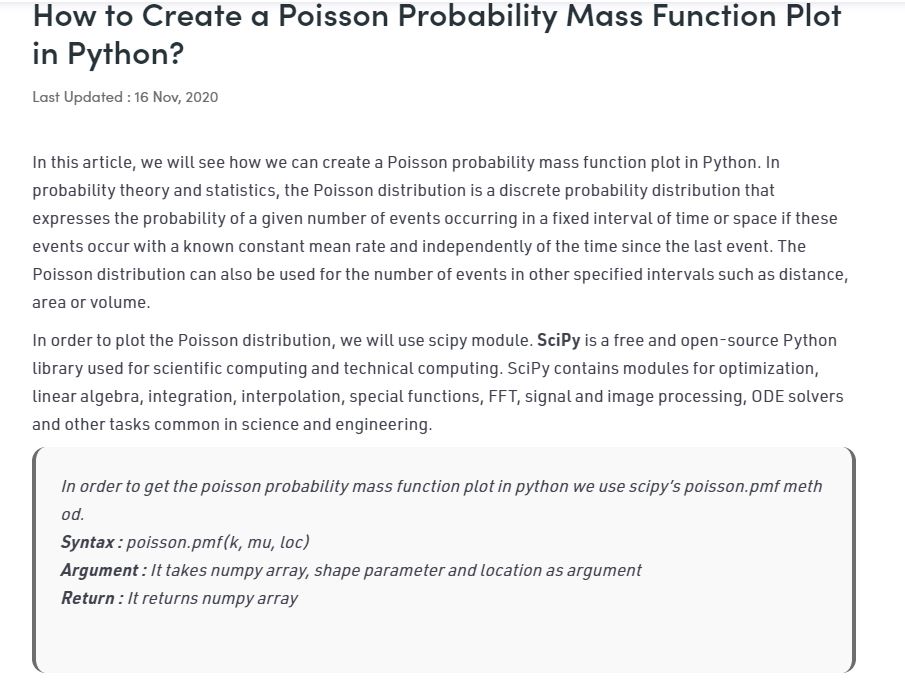 How to Create a Poisson Probability Mass Function Plot
in Python?
Last Updated : 16 Nov, 2020
In this article, we will see how we can create a Poisson probability mass function plot in Python. In
probability theory and statistics, the Poisson distribution is a discrete probability distribution that
expresses the probability of a given number of events occurring in a fixed interval of time or space if these
events occur with a known constant mean rate and independently of the time since the last event. The
Poisson distribution can also be used for the number of events in other specified intervals such as distance,
area or volume.
In order to plot the Poisson distribution, we will use scipy module. SciPy is a free and open-source Python
library used for scientific computing and technical computing. SciPy contains modules for optimization,
linear algebra, integration, interpolation, special functions, FFT, signal and image processing, ODE solvers
and other tasks common in science and engineering.
In order to get the poisson probability mass function plot in python we use scipy's poisson.pmf meth
od.
Syntax : poisson.pmf(k, mu, loc)
Argument : It takes numpy array, shape parameter and location as argument
Return : It returns numpy array